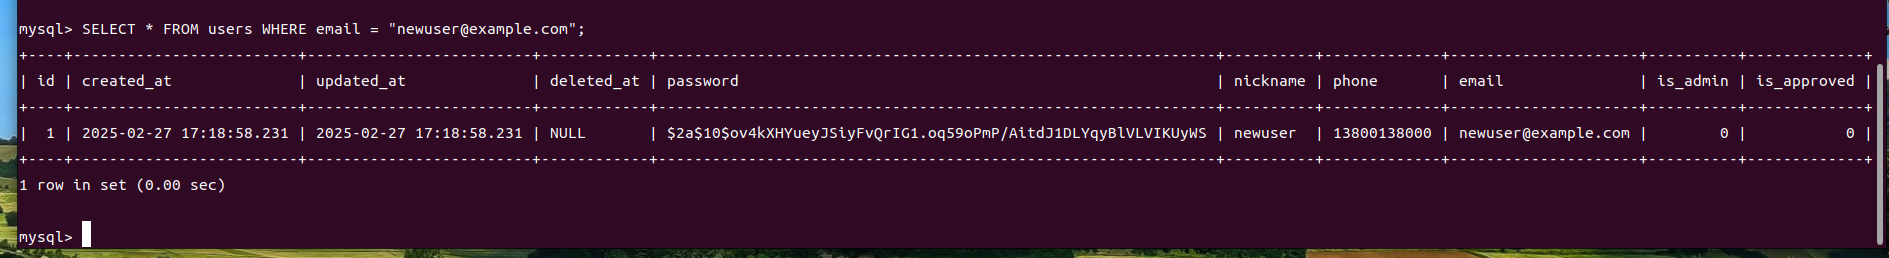 mysql> SELECT * FROM users WHERE email = "newuser@example.com";
+----+-------------------------+-------------------------+------------+--------------------------------------------------------------+----------+-------------+---------------------+----------+-------------+
| id | created_at              | updated_at              | deleted_at | password                                                     | nickname | phone       | email               | is_admin | is_approved |
+----+-------------------------+-------------------------+------------+--------------------------------------------------------------+----------+-------------+---------------------+----------+-------------+
|  1 | 2025-02-27 17:18:58.231 | 2025-02-27 17:18:58.231 | NULL       | $2a$10$ov4kXHYueyJSiyFvQrIG1.oq59oPmP/AitdJ1DLYqyBlVLVIKUyWS | newuser  | 13800138000 | newuser@example.com |        0 |           0 |
+----+-------------------------+-------------------------+------------+--------------------------------------------------------------+----------+-------------+---------------------+----------+-------------+
1 row in set (0.00 sec)
mysql>